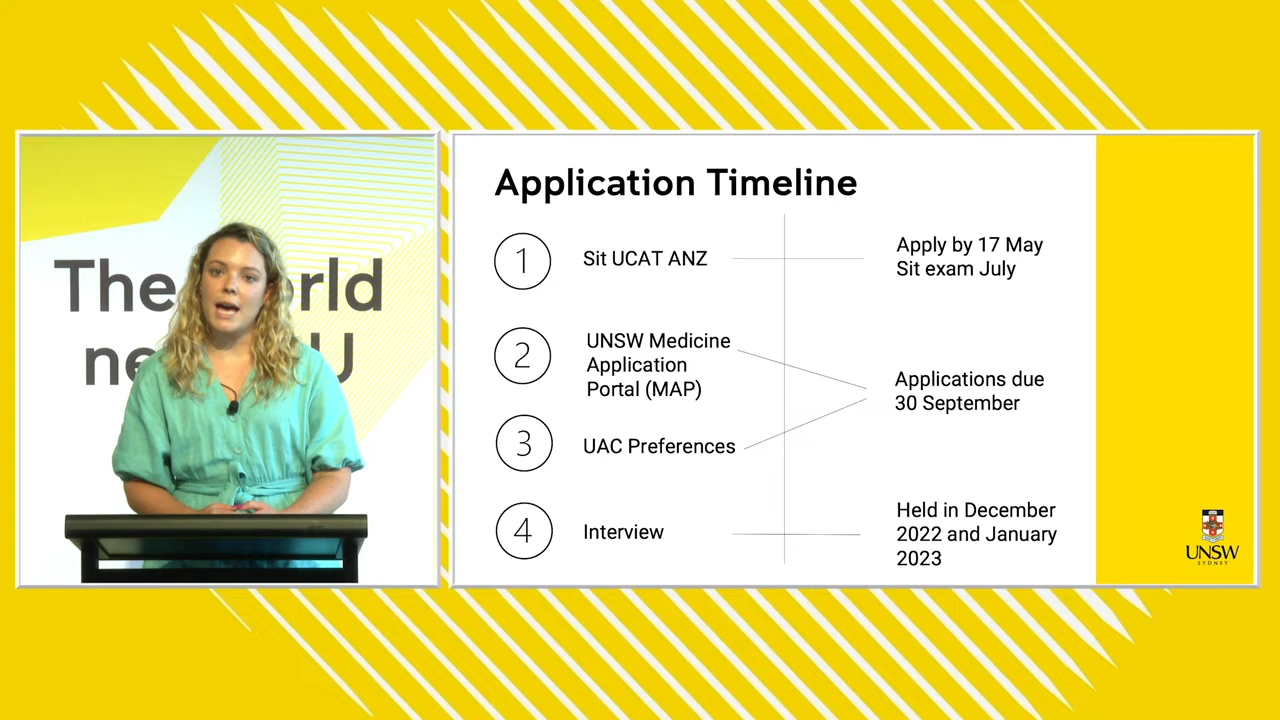 The rld
ne U
Application Timeline
1
Sit UCAT ANZ
Apply by 17 May
Sit exam July
2
UNSW Medicine
Application
Portal (MAP)
Applications due
30 September
3
UAC Preferences
4
Interview
Held in December
2022 and January
2023
UNSW
SYDNEY